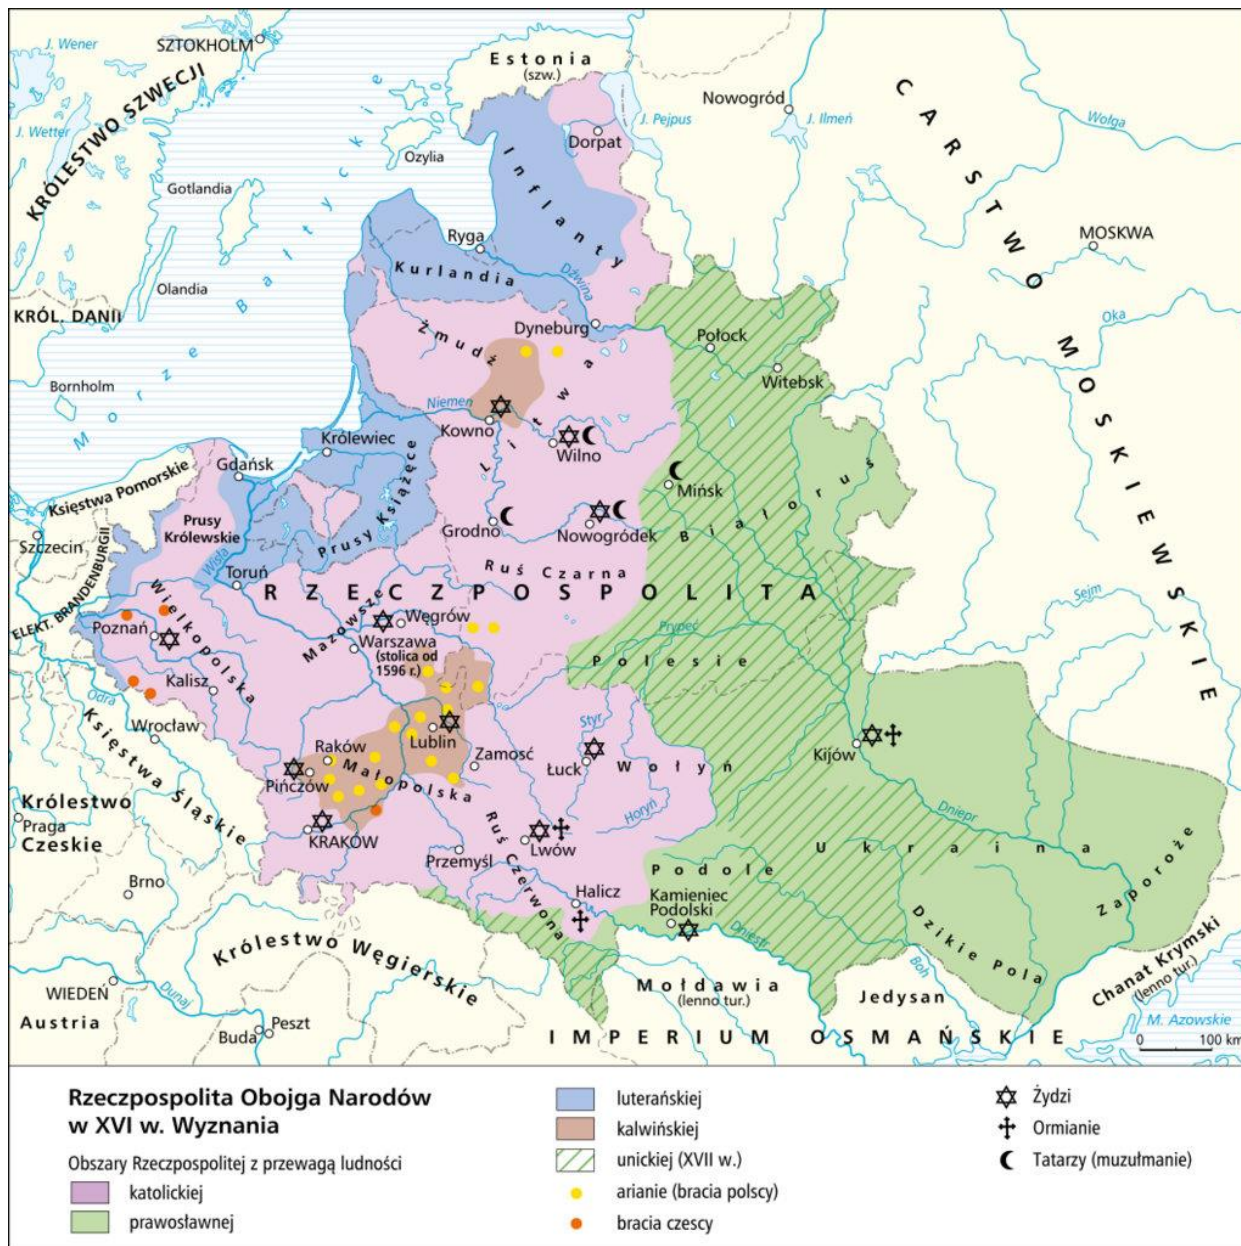 J. Wener
SZTOKHOLM
KRÓLESTWO SZWECJI
J. Wetter
Gotlandia
Olandia
KRÓL. DANII
Bornholm
Morze Bałtyckie
Estonia
(szw.)
Ozylia
Dorpat
J. Pejpus
Nowogród
J. Ilmeń
Wołga
CARSTWO MOSKIEWSKIE
MOSKWA
Oka
Inflanty
Ryga
Kurlandia
Dźwina
Żmudź
Dyneburg
Połock
Witebsk
Litwa
Niemen
Kowno
Wilno
Królewiec
Gdańsk
Księstwa Pomorskie
Szczecin
Prusy
Królewskie
Prusy Książęce
Mińsk
Białoruś
Grodno
Nowogródek
Ruś Czarna
Wisła
Toruń
ELEKT. BRANDENBURGII
RZECZPOSPOLITA
Sejm
Wielkopolska
Poznań
Mazowsze
Węgrów
Warszawa
(stolica od
1596 r.)
Prypeć
Polesie
Kalisz
Odra
Wrocław
Księstwa Śląskie
Lublin
Raków
Pińczów
Małopolska
Zamość
Styr
Łuck
Wołyń
Kijów
Horyń
Dniepr
Królestwo
Czeskie
Praga
KRAKÓW
Przemyśl
Ruś Czerwona
Lwów
Ukraina
Zaporoże
Podole
Brno
Halicz
Kamieniec
Podolski
Dniestr
Dzikie Pola
Królestwo Węgierskie
WIEDEŃ
Dunaj
Austria
Buda
Peszt
Mołdawia
(lenno tur.)
Boh
Jedysan
Chanat Krymski
(lenno tur.)
IMPERIUM OSMAŃSKIE
M. Azowskie
0 100 km
Rzeczpospolita Obojga Narodów
w XVI w. Wyznania
Obszary Rzeczpospolitej z przewagą ludności
katolickiej
prawosławnej
luterańskiej
kalwińskiej
unickiej (XVII w.)
arianie (bracia polscy)
bracia czescy
Żydzi
Ormianie
Tatarzy (muzułmanie)